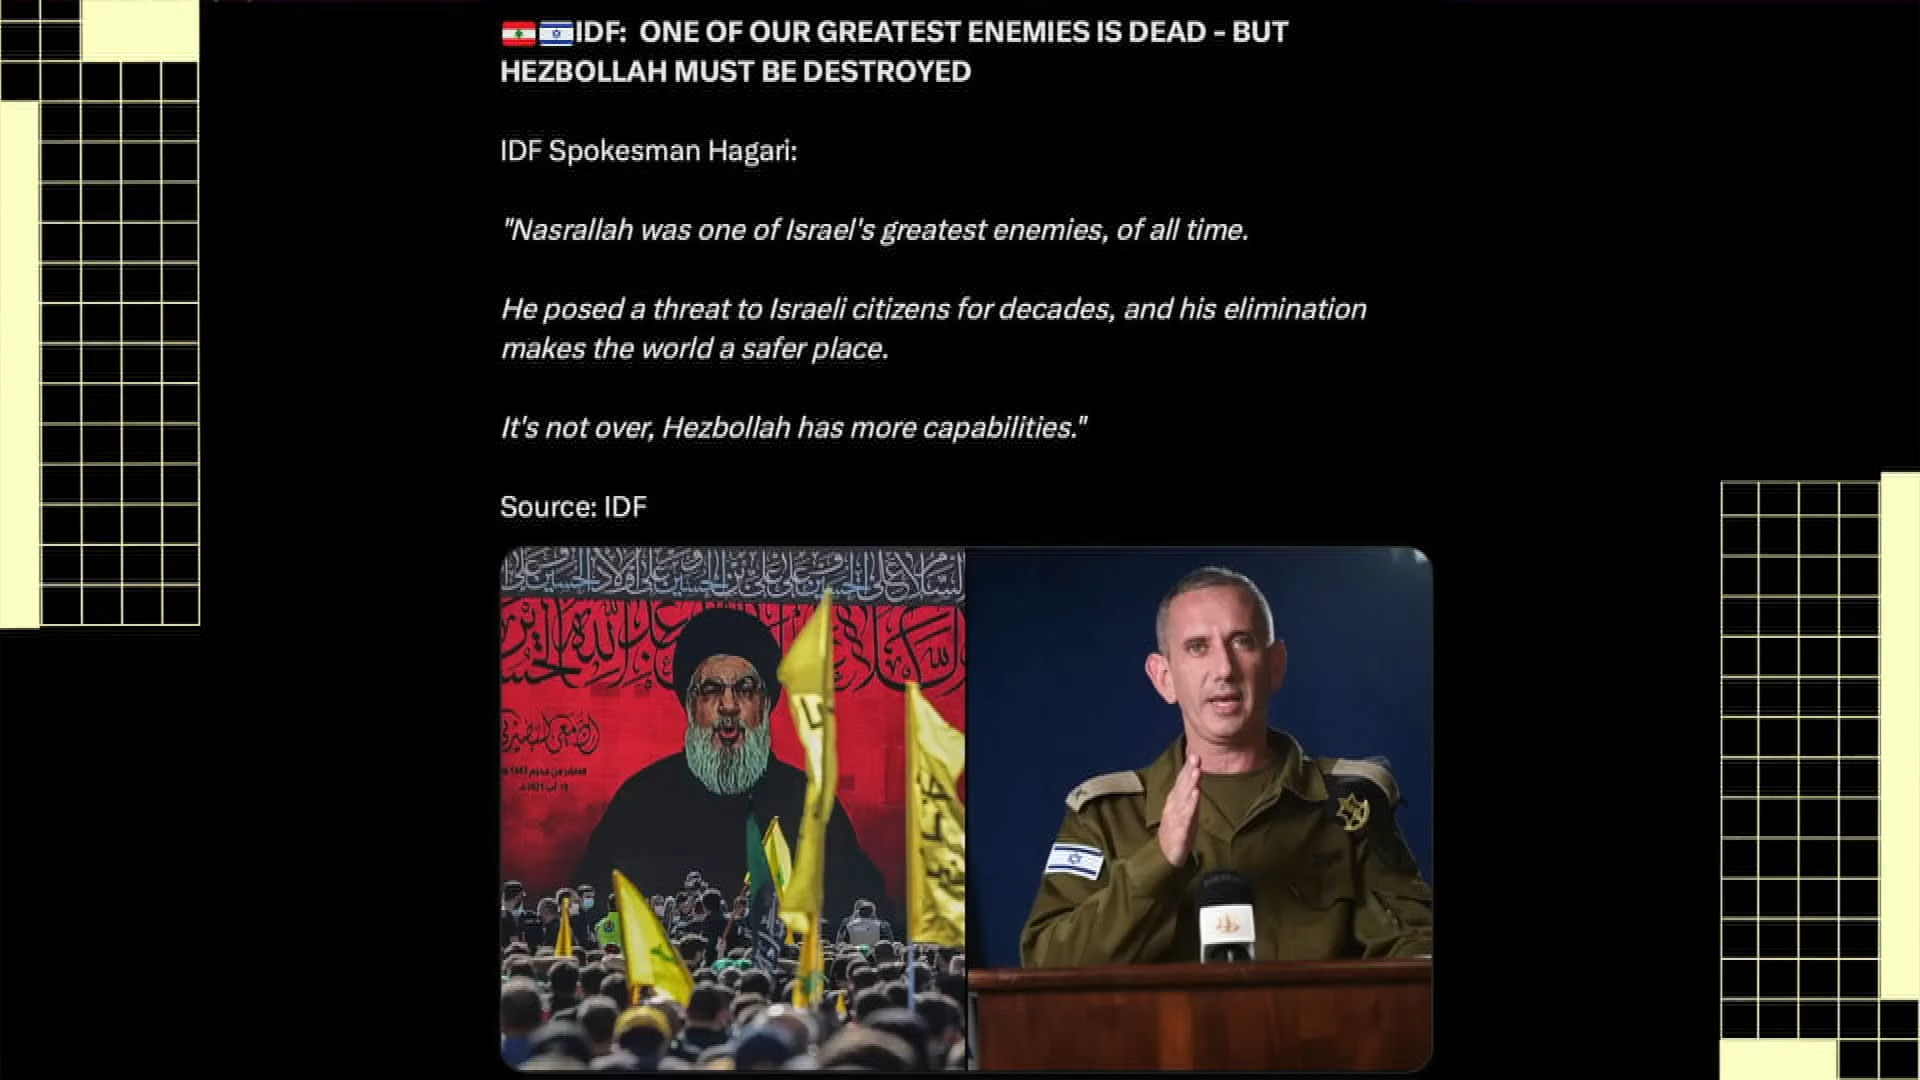 IDF: ONE OF OUR GREATEST ENEMIES IS DEAD – BUT
HEZBOLLAH MUST BE DESTROYED
IDF Spokesman Hagari:
"Nasrallah was one of Israel's greatest enemies, of all time.
He posed a threat to Israeli citizens for decades, and his elimination
makes the world a safer place.
It's not over, Hezbollah has more capabilities."
Source: IDF